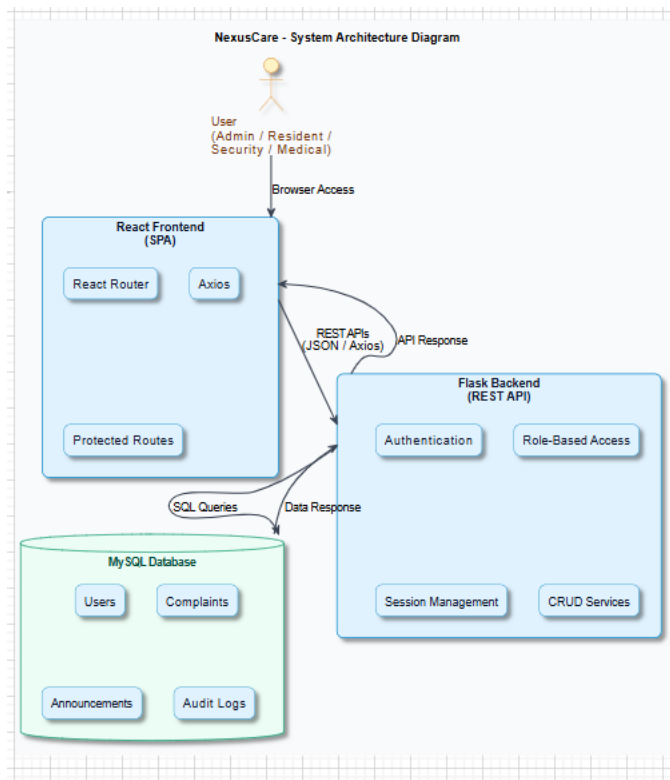 NexusCare - System Architecture Diagram
User
(Admin / Resident /
Security / Medical)
Browser Access
React Frontend
(SPA)
React Router
Axios
Protected Routes
REST APIs
(JSON / Axios)
API Response
Flask Backend
(REST API)
Authentication
Role-Based Access
Session Management
CRUD Services
SQL Queries
Data Response
MySQL Database
Users
Complaints
Announcements
Audit Logs